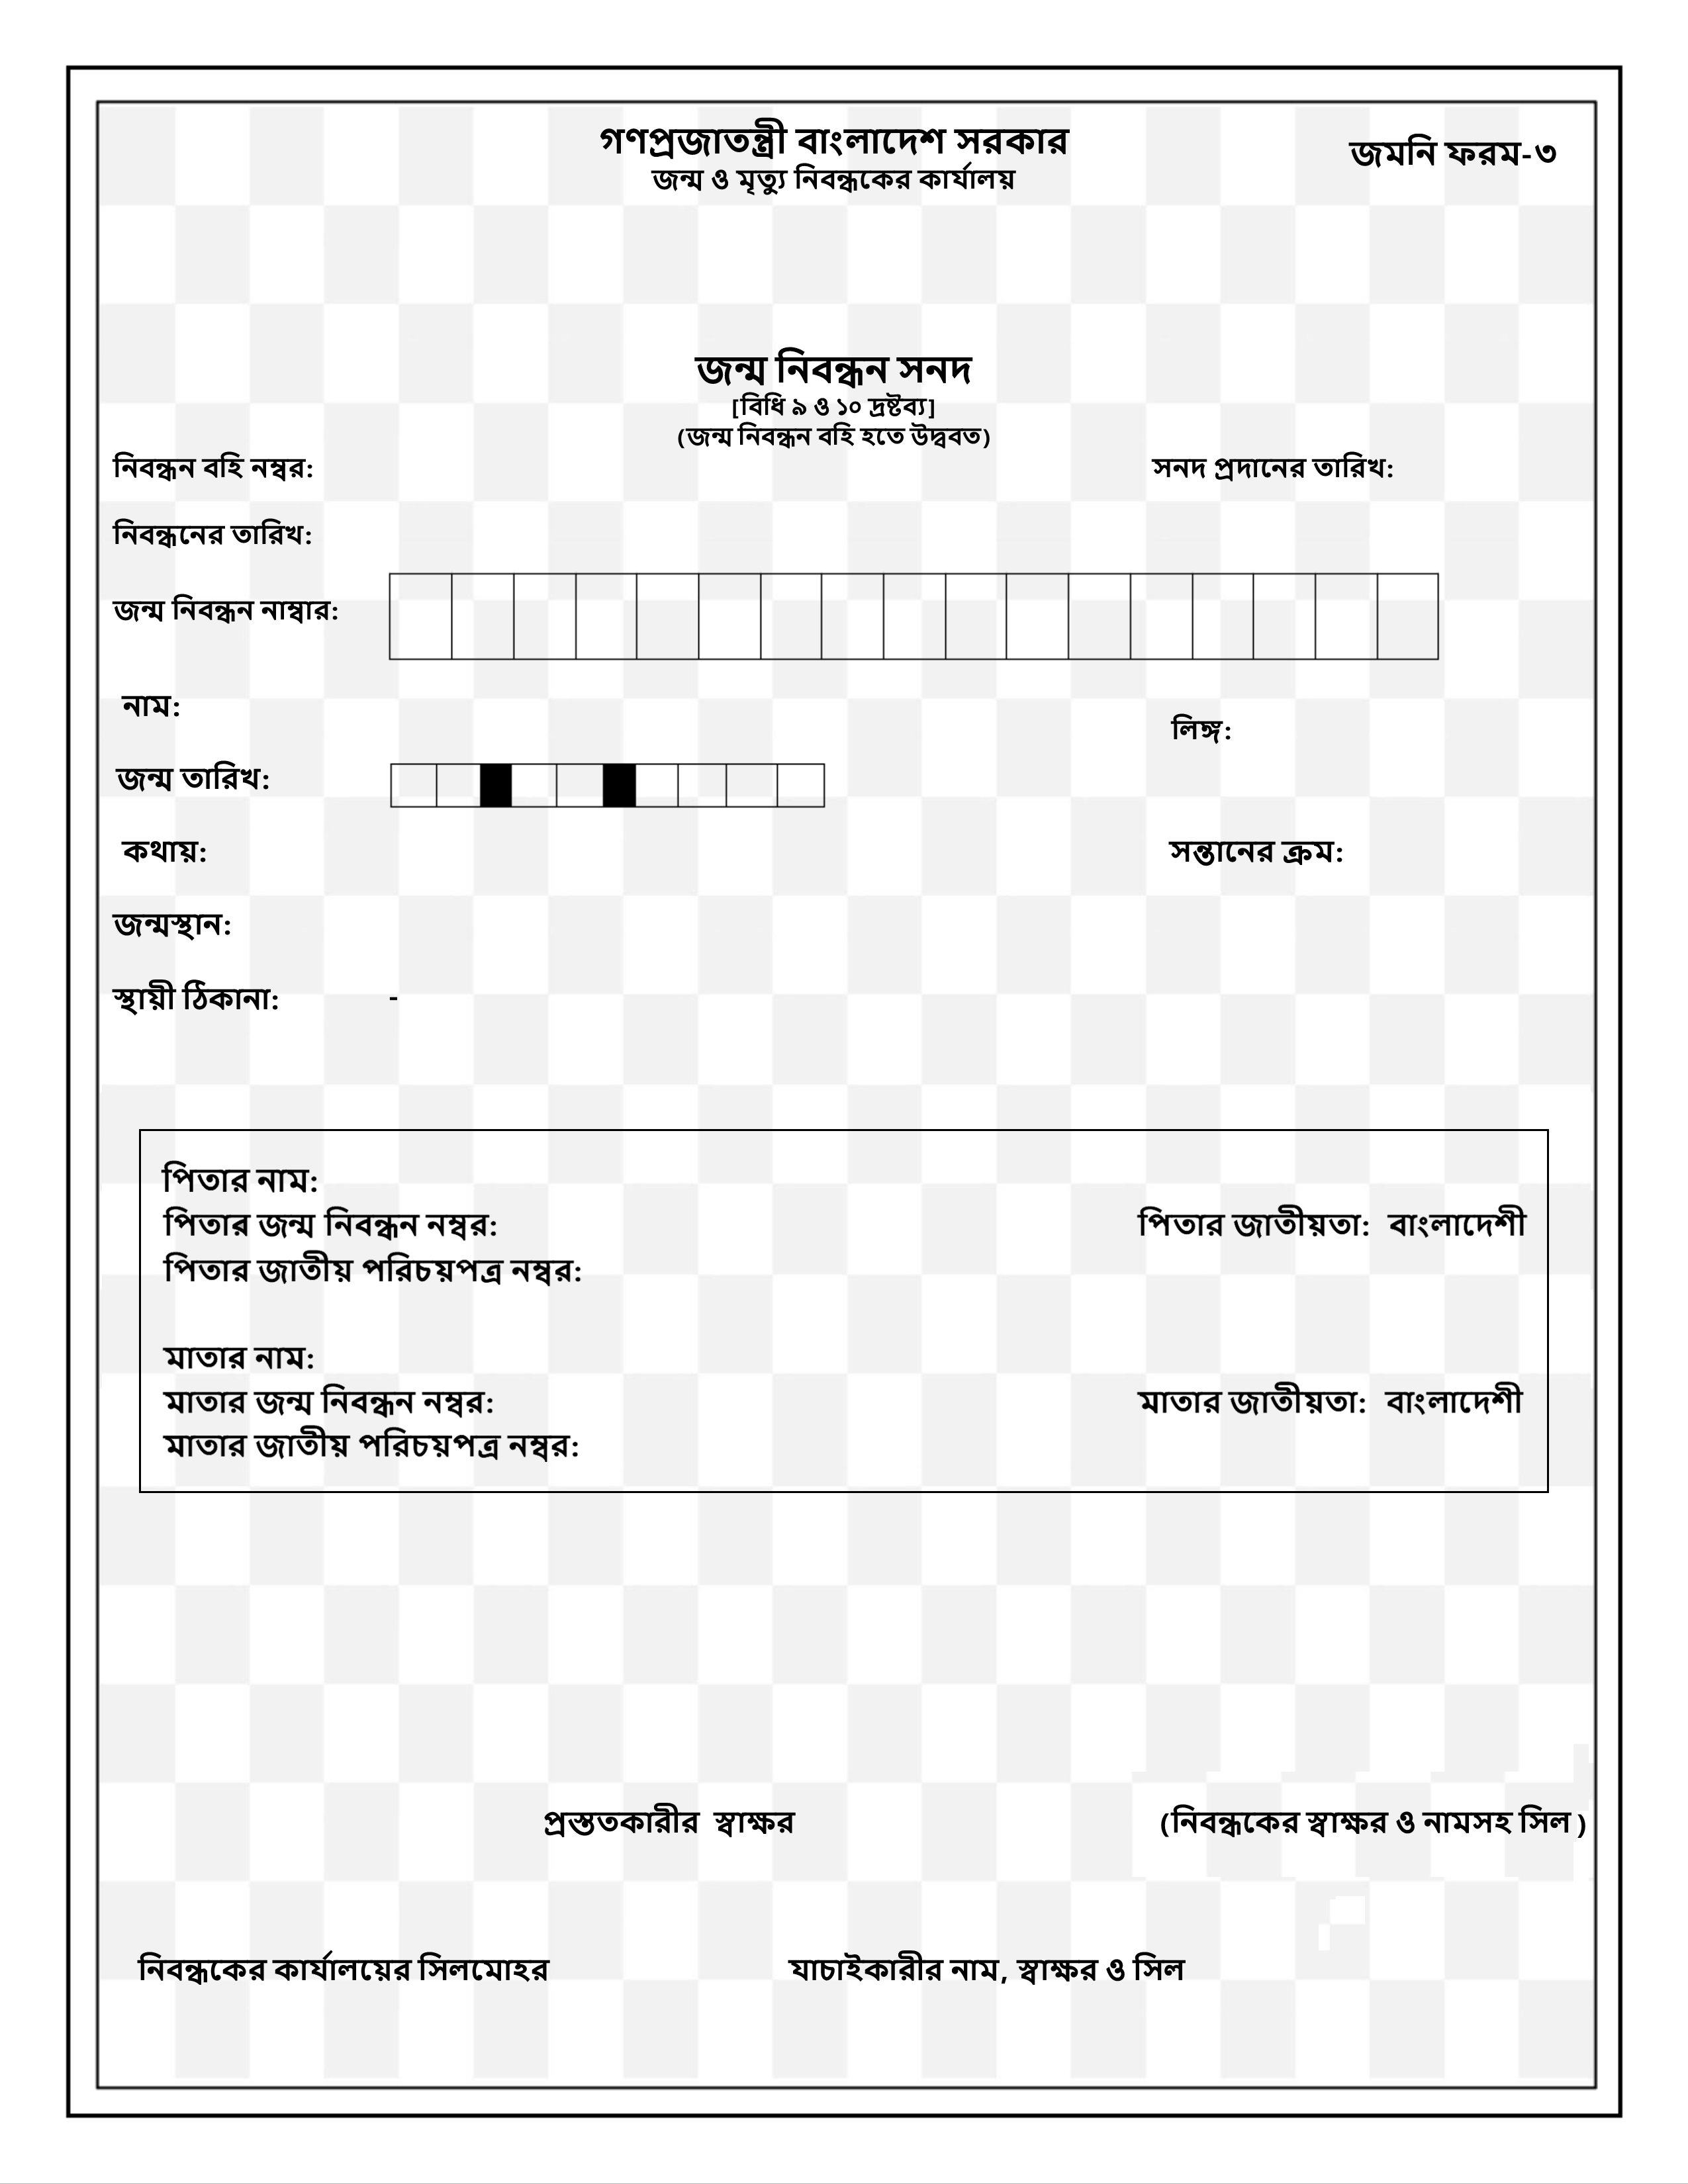 গণপ্রজাতন্ত্রী বাংলাদেশ সরকার
জমনি ফরম-৩
জন্ম ও মৃত্যু নিবন্ধকের কার্যালয়
জন্ম নিবন্ধন সনদ
[বিধি ৯ ও ১০ দ্রষ্টব্য]
(জন্ম নিবন্ধন বহি হতে উদ্ধবত)
নিবন্ধন বহি নম্বর: সনদ প্রদানের তারিখ:
নিবন্ধনের তারিখ:
জন্ম নিবন্ধন নাম্বার:
নাম:
লিঙ্গ:
জন্ম তারিখ:
কথায়: সন্তানের ক্রম:
জন্মস্থান:
স্থায়ী ঠিকানা: -
পিতার নাম:
পিতার জন্ম নিবন্ধন নম্বর: পিতার জাতীয়তা: বাংলাদেশী
পিতার জাতীয় পরিচয়পত্র নম্বর:
মাতার নাম:
মাতার জন্ম নিবন্ধন নম্বর: মাতার জাতীয়তা: বাংলাদেশী
মাতার জাতীয় পরিচয়পত্র নম্বর:
প্রস্ততকারীর স্বাক্ষর (নিবন্ধকের স্বাক্ষর ও নামসহ সিল)
নিবন্ধকের কার্যালয়ের সিলমোহর যাচাইকারীর নাম, স্বাক্ষর ও সিল